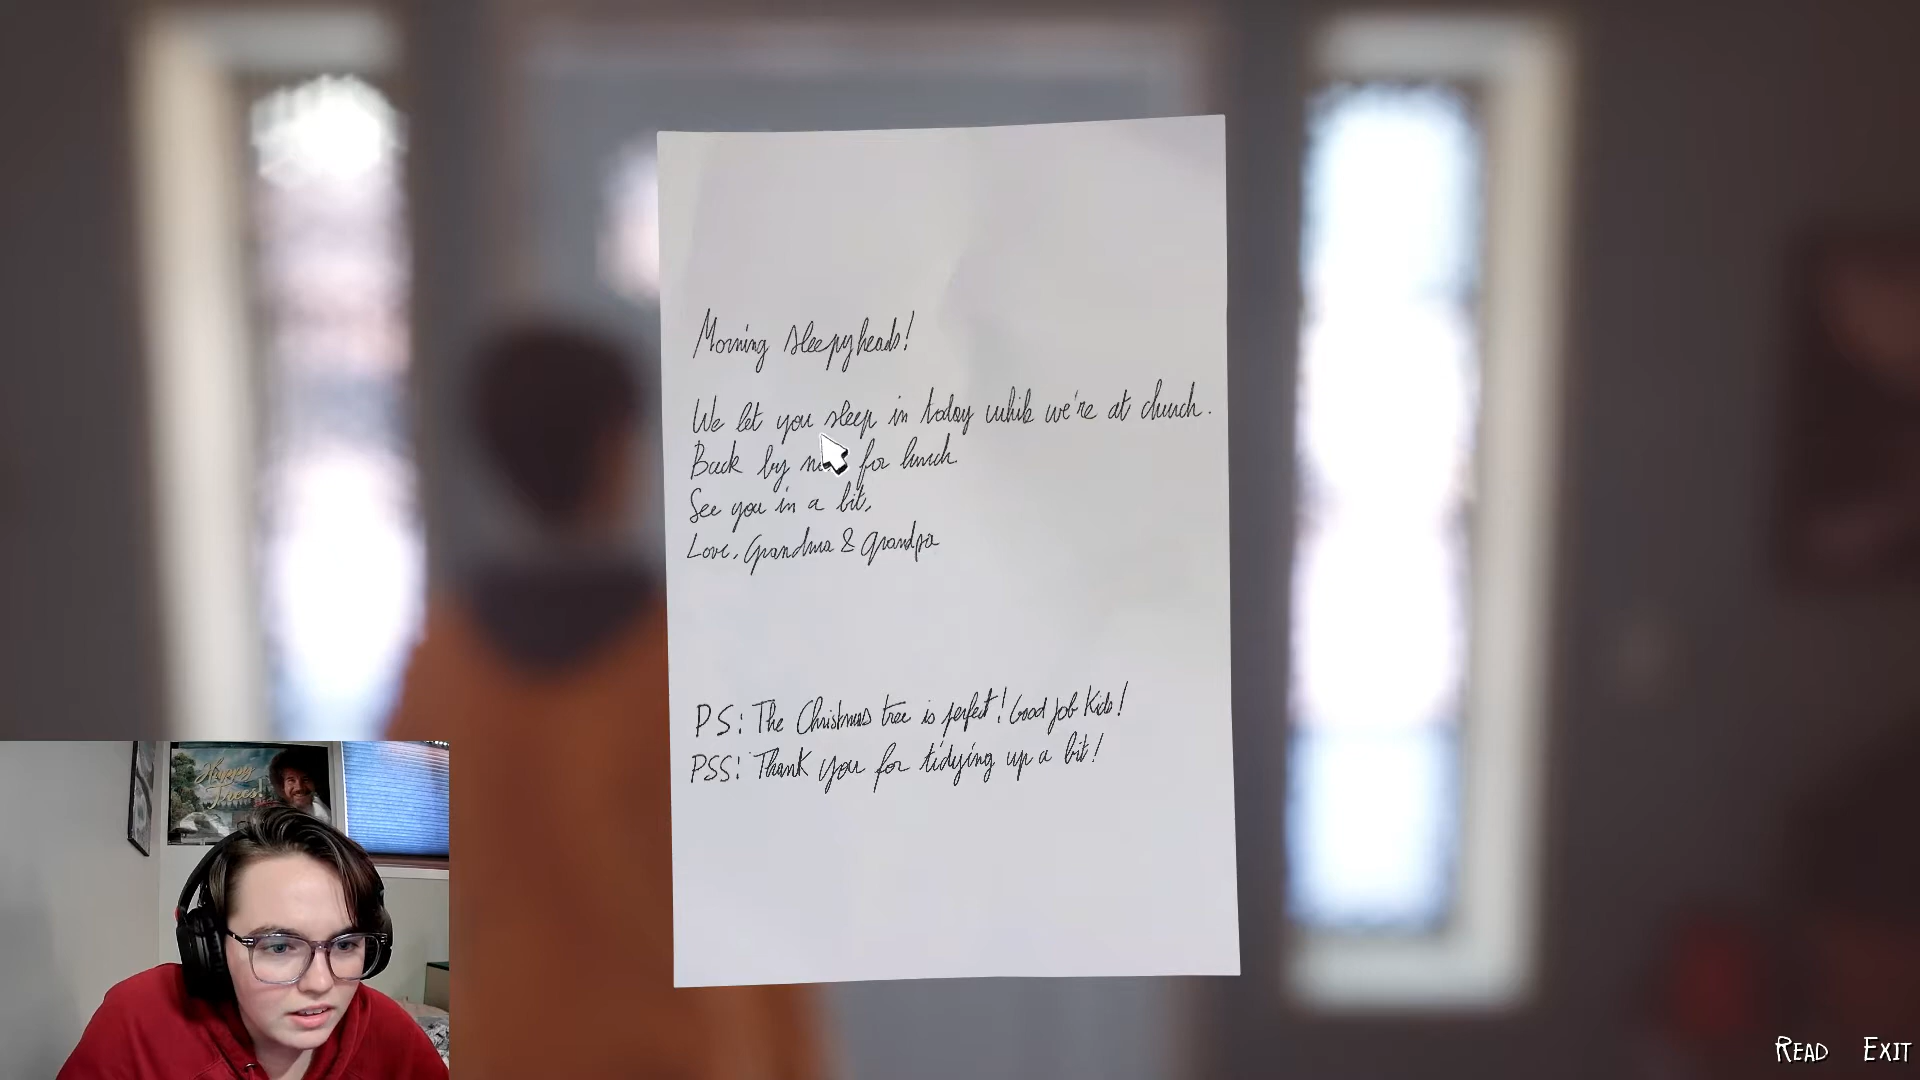 Morning sleepyheads!
We let you sleep in today while we're at church.
Back by for lunch
See you in a bit,
Love, Grandma & Grandpa
PS: The Christmas tree is perfect! Good job kids!
PSS: Thank you for tidying up a bit!
Happy
Trees!
READ EXIT